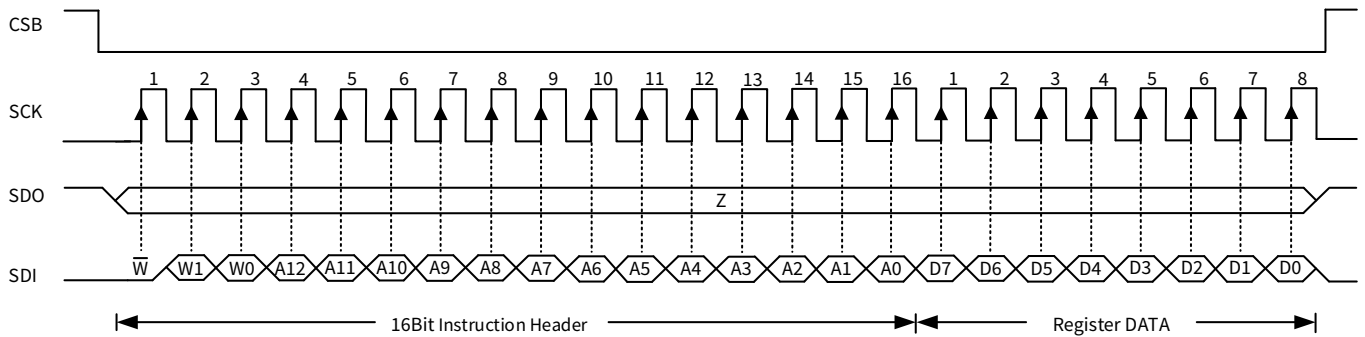 CSB
1 2 3 4 5 6 7 8 9 10 11 12 13 14 15 16 1 2 3 4 5 6 7 8
SCK
SDO
Z
SDI
W̅ W1 W0 A12 A11 A10 A9 A8 A7 A6 A5 A4 A3 A2 A1 A0 D7 D6 D5 D4 D3 D2 D1 D0
16Bit Instruction Header
Register DATA